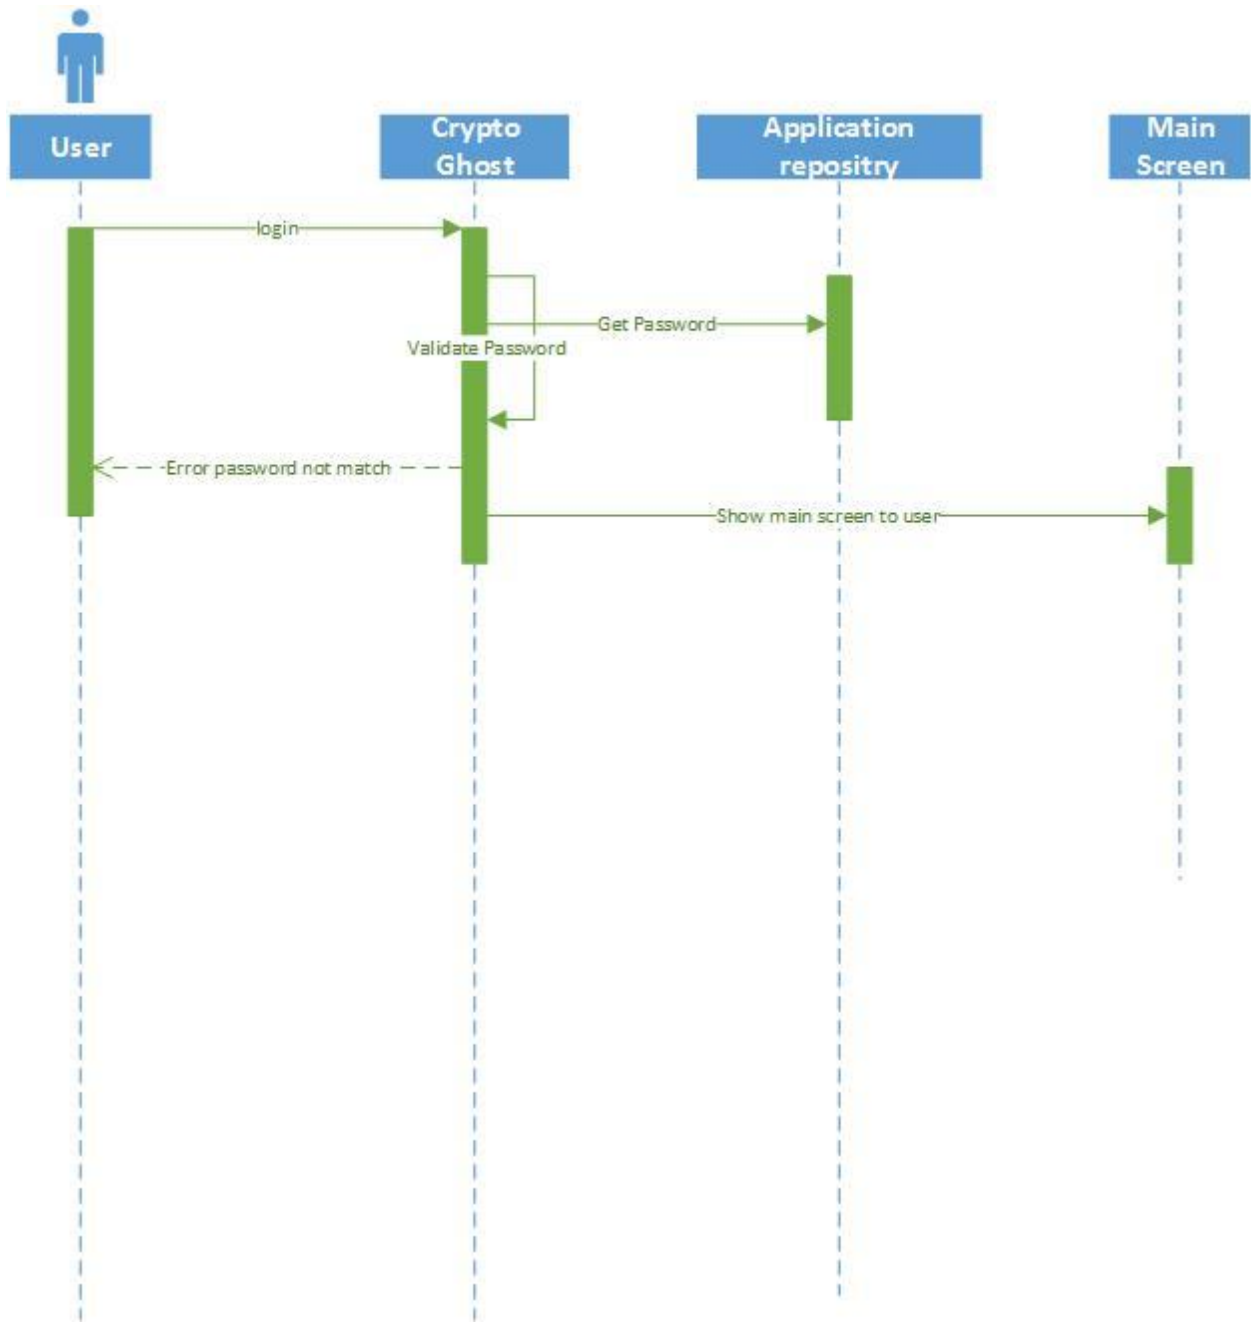 User
Crypto
Ghost
Application
repositry
Main
Screen
login
Get Password
Validate Password
Error password not match
Show main screen to user